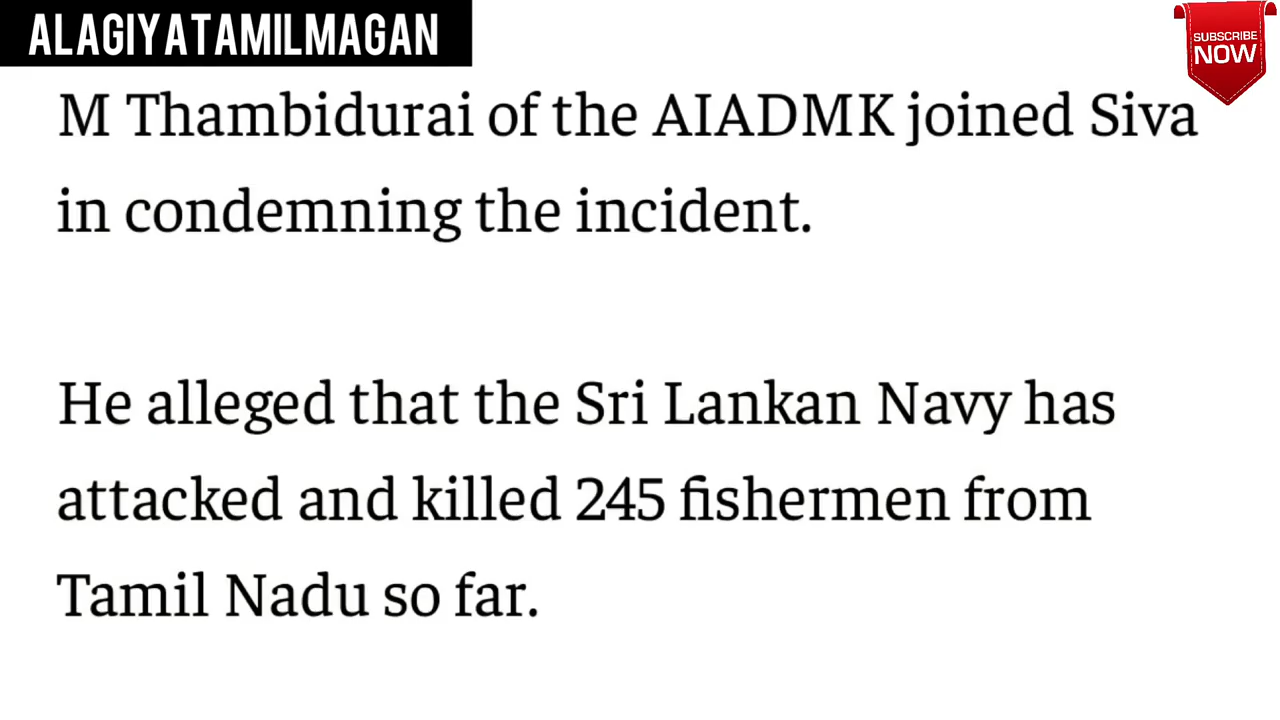 ALAGIYATAMILMAGAN
SUBSCRIBE
NOW
M Thambidurai of the AIADMK joined Siva
in condemning the incident.
He alleged that the Sri Lankan Navy has
attacked and killed 245 fishermen from
Tamil Nadu so far.